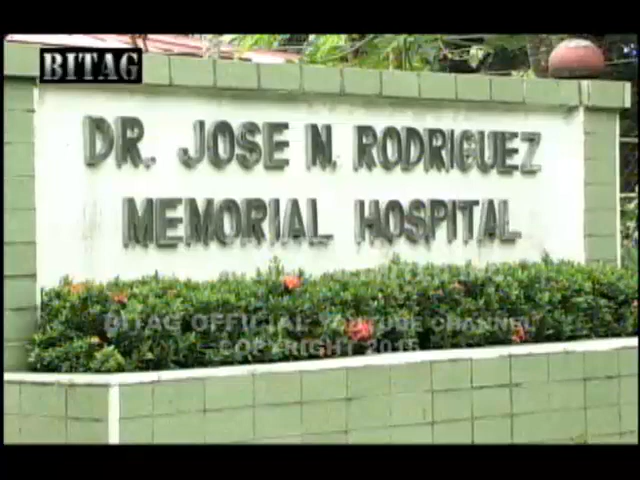 BITAG
DR. JOSE N. RODRIGUEZ
MEMORIAL HOSPITAL
BITAG OFFICIAL YOUTUBE CHANNEL
COPYRIGHT 2015